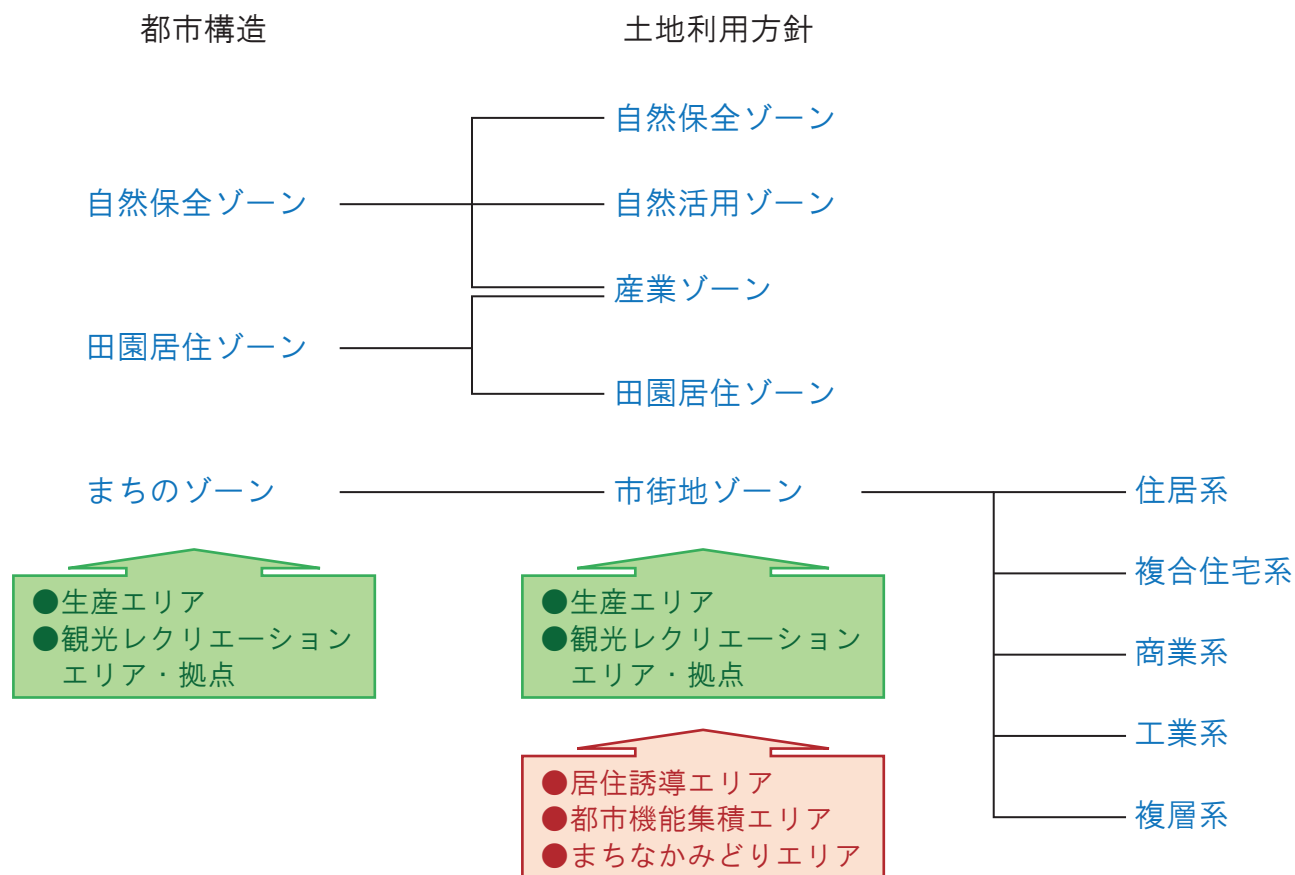 都市構造
土地利用方針
自然保全ゾーン
自然保全ゾーン
自然活用ゾーン
産業ゾーン
田園居住ゾーン
田園居住ゾーン
まちのゾーン
市街地ゾーン
住居系
複合住宅系
商業系
工業系
複層系
●生産エリア
●観光レクリエーション
エリア・拠点
●生産エリア
●観光レクリエーション
エリア・拠点
●居住誘導エリア
●都市機能集積エリア
●まちなかみどりエリア